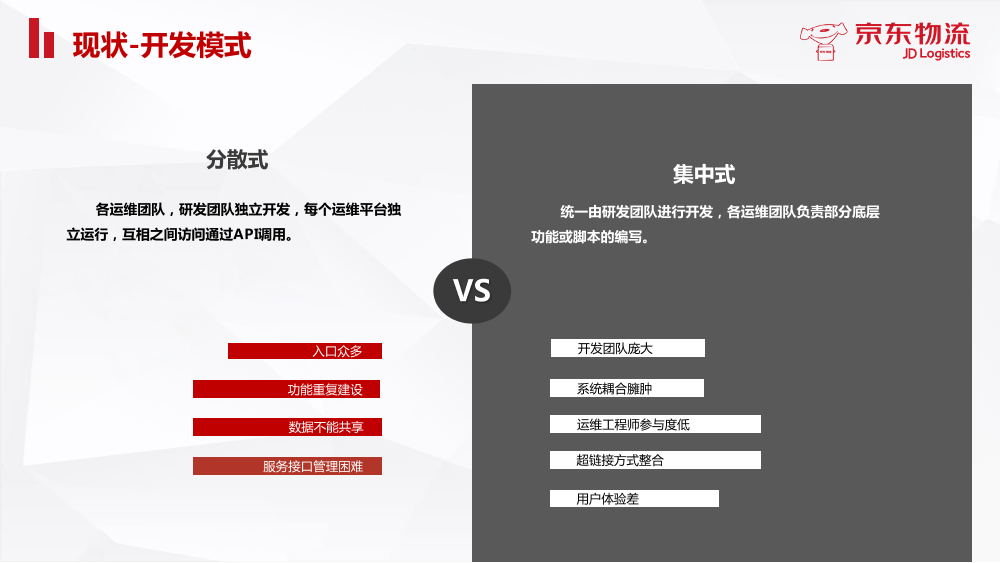 现状-开发模式
京东物流
JD Logistics
分散式
各运维团队，研发团队独立开发，每个运维平台独
立运行，互相之间访问通过API调用。
入口众多
功能重复建设
数据不能共享
服务接口管理困难
VS
集中式
统一由研发团队进行开发，各运维团队负责部分底层
功能或脚本的编写。
开发团队庞大
系统耦合臃肿
运维工程师参与度低
超链接方式整合
用户体验差